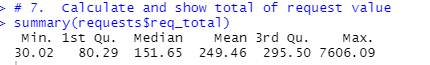 > # 7.  Calculate and show total of request value
> summary(requests$req_total)
   Min. 1st Qu.  Median    Mean 3rd Qu.    Max.
  30.02   80.29  151.65  249.46  295.50 7606.09